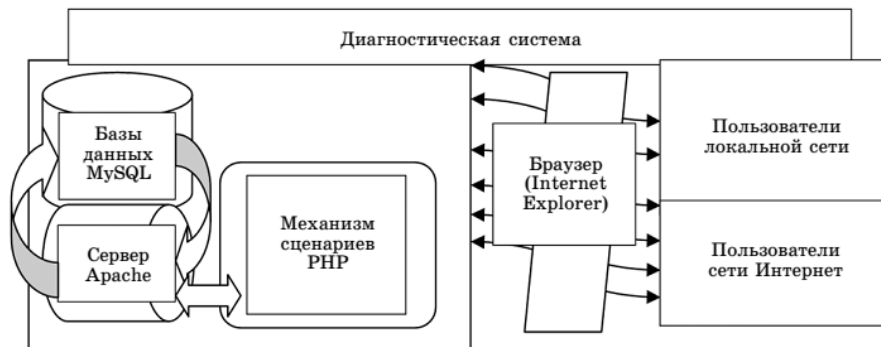 Диагностическая система
Базы
данных
MySQL
Сервер
Apache
Механизм
сценариев
PHP
Браузер
(Internet
Explorer)
Пользователи
локальной сети
Пользователи
сети Интернет